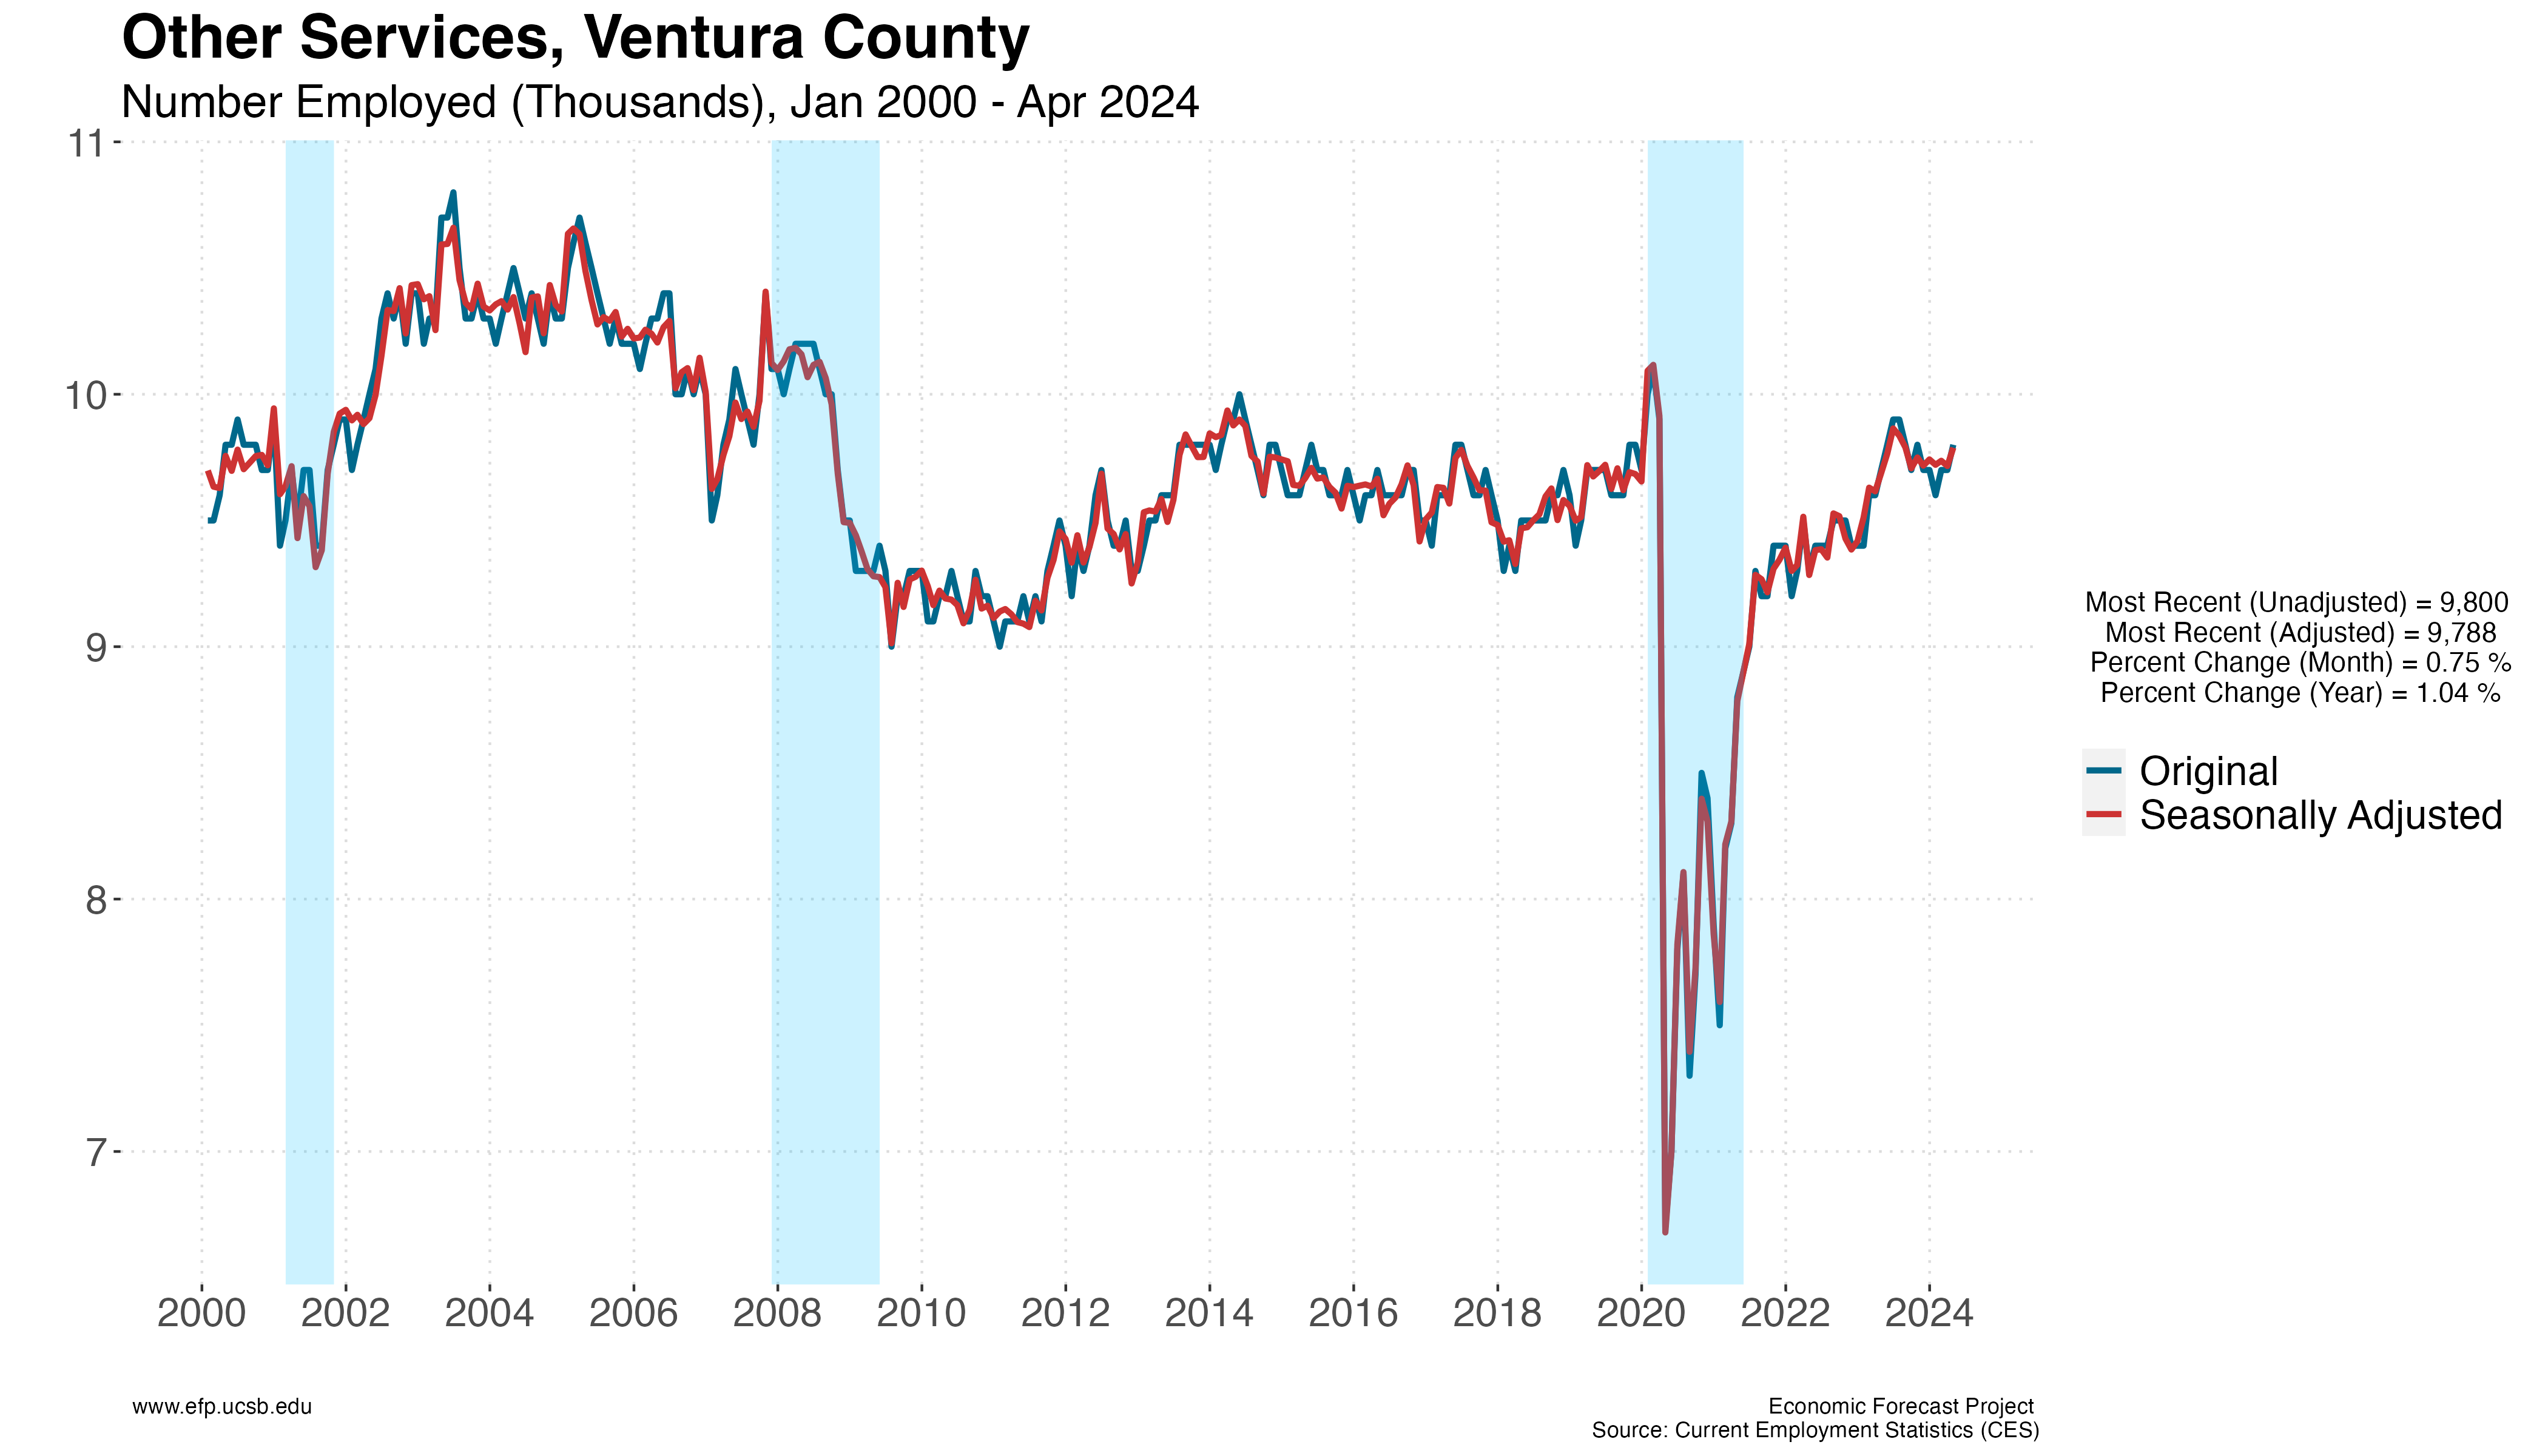 Other Services, Ventura County
Number Employed (Thousands), Jan 2000 - Apr 2024
11
10
9
8
7
2000 2002 2004 2006 2008 2010 2012 2014 2016 2018 2020 2022 2024
Most Recent (Unadjusted) = 9,800
Most Recent (Adjusted) = 9,788
Percent Change (Month) = 0.75 %
Percent Change (Year) = 1.04 %
Original
Seasonally Adjusted
www.efp.ucsb.edu
Economic Forecast Project
Source: Current Employment Statistics (CES)